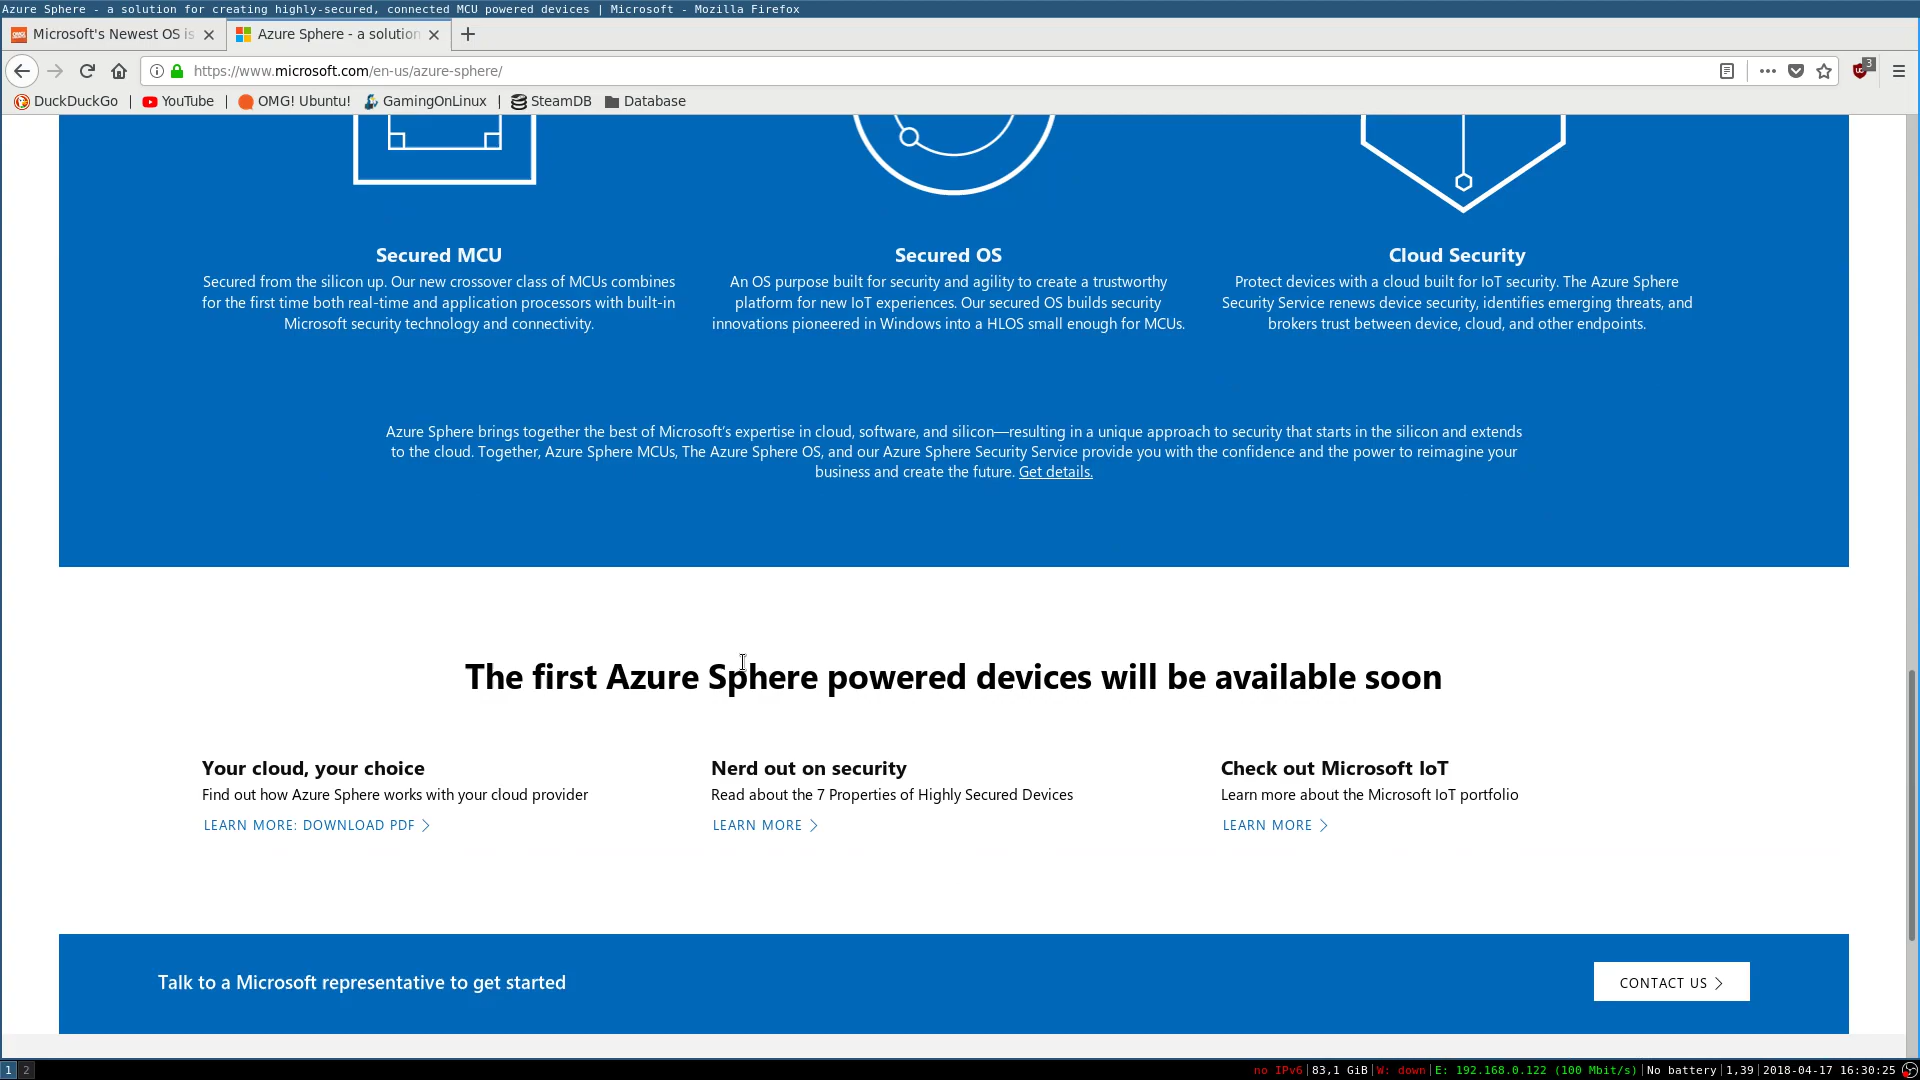 Azure Sphere - a solution for creating highly-secured, connected MCU powered devices | Microsoft - Mozilla Firefox
Microsoft's Newest OS is
Azure Sphere - a solution
https://www.microsoft.com/en-us/azure-sphere/
3
DuckDuckGo | YouTube | OMG! Ubuntu! GamingOnLinux | SteamDB Database
Secured MCU
Secured from the silicon up. Our new crossover class of MCUs combines
for the first time both real-time and application processors with built-in
Microsoft security technology and connectivity.
Secured OS
An OS purpose built for security and agility to create a trustworthy
platform for new IoT experiences. Our secured OS builds security
innovations pioneered in Windows into a HLOS small enough for MCUs.
Cloud Security
Protect devices with a cloud built for IoT security. The Azure Sphere
Security Service renews device security, identifies emerging threats, and
brokers trust between device, cloud, and other endpoints.
Azure Sphere brings together the best of Microsoft's expertise in cloud, software, and silicon—resulting in a unique approach to security that starts in the silicon and extends
to the cloud. Together, Azure Sphere MCUs, The Azure Sphere OS, and our Azure Sphere Security Service provide you with the confidence and the power to reimagine your
business and create the future. Get details.
The first Azure Sphere powered devices will be available soon
Your cloud, your choice
Find out how Azure Sphere works with your cloud provider
LEARN MORE: DOWNLOAD PDF
Nerd out on security
Read about the 7 Properties of Highly Secured Devices
LEARN MORE
Check out Microsoft IoT
Learn more about the Microsoft IoT portfolio
LEARN MORE
Talk to a Microsoft representative to get started
CONTACT US
1 2
no IPv6|83,1 GiB|W: down|E: 192.168.0.122 (100 Mbit/s)|No battery|1,39|2018-04-17 16:30:25